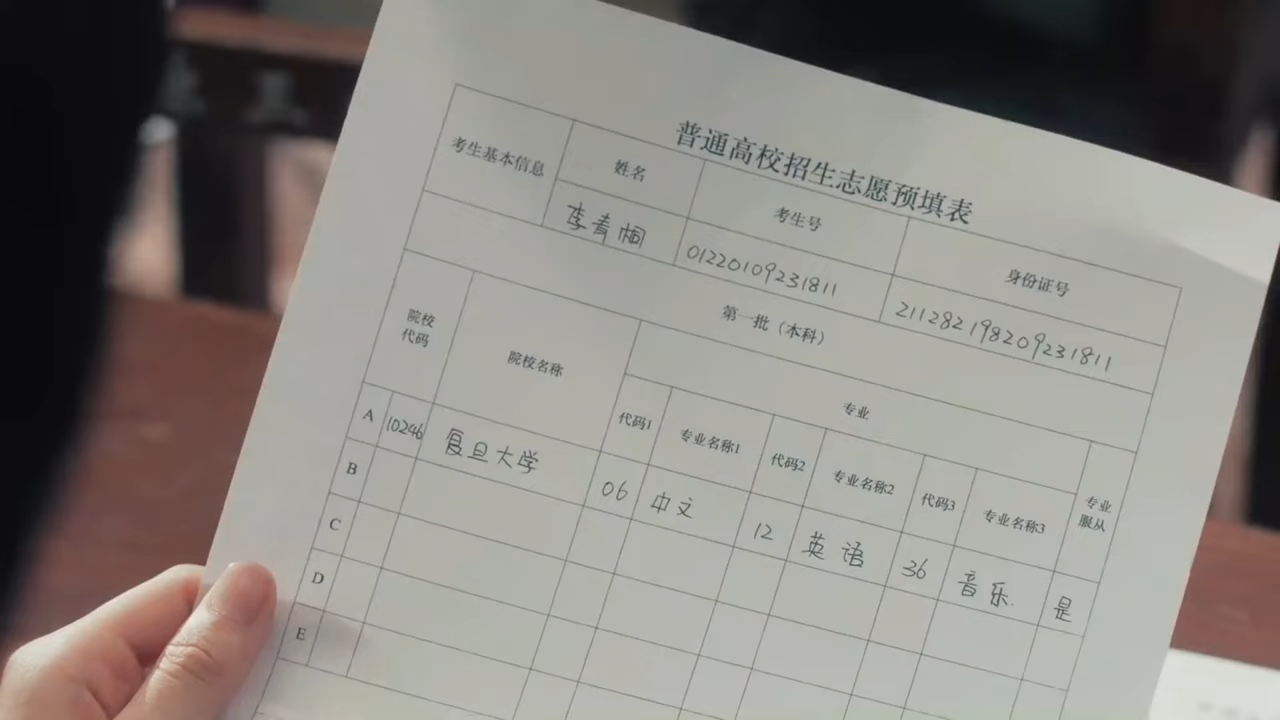 普通高校招生志愿预填表
考生基本信息 姓名 考生号 身份证号
李青桐 01220109231811 211282198209231811
第一批（本科）
院校代码 院校名称 专业 专业服从
代码1 专业名称1 代码2 专业名称2 代码3 专业名称3
A 10246 复旦大学 06 中文 12 英语 36 音乐 是
B
C
D
E